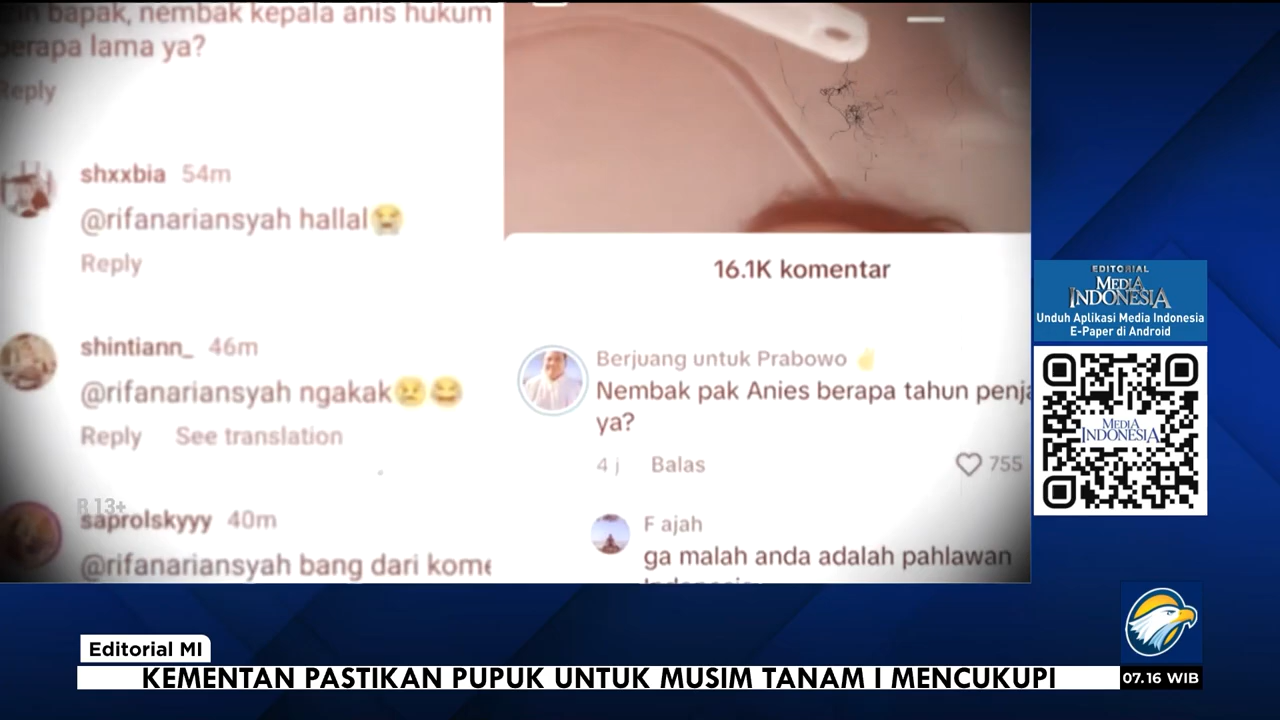 bapak, nembak kepala anis hukum
berapa lama ya?
Reply
shxxbia 54m
@rifanariansyah hallal😭
Reply
shintiann_ 46m
@rifanariansyah ngakak😢😂
Reply See translation
R 13+
saprolskyyy 40m
@rifanariansyah bang dari kome
16.1K komentar
Berjuang untuk Prabowo ✌
Nembak pak Anies berapa tahun penja
ya?
4 j Balas 755
F ajah
ga malah anda adalah pahlawan
EDITORIAL
MEDIA
INDONESIA
Unduh Aplikasi Media Indonesia
E-Paper di Android
MEDIA
INDONESIA
Editorial MI
KEMENTAN PASTIKAN PUPUK UNTUK MUSIM TANAM I MENCUKUPI
07.16 WIB